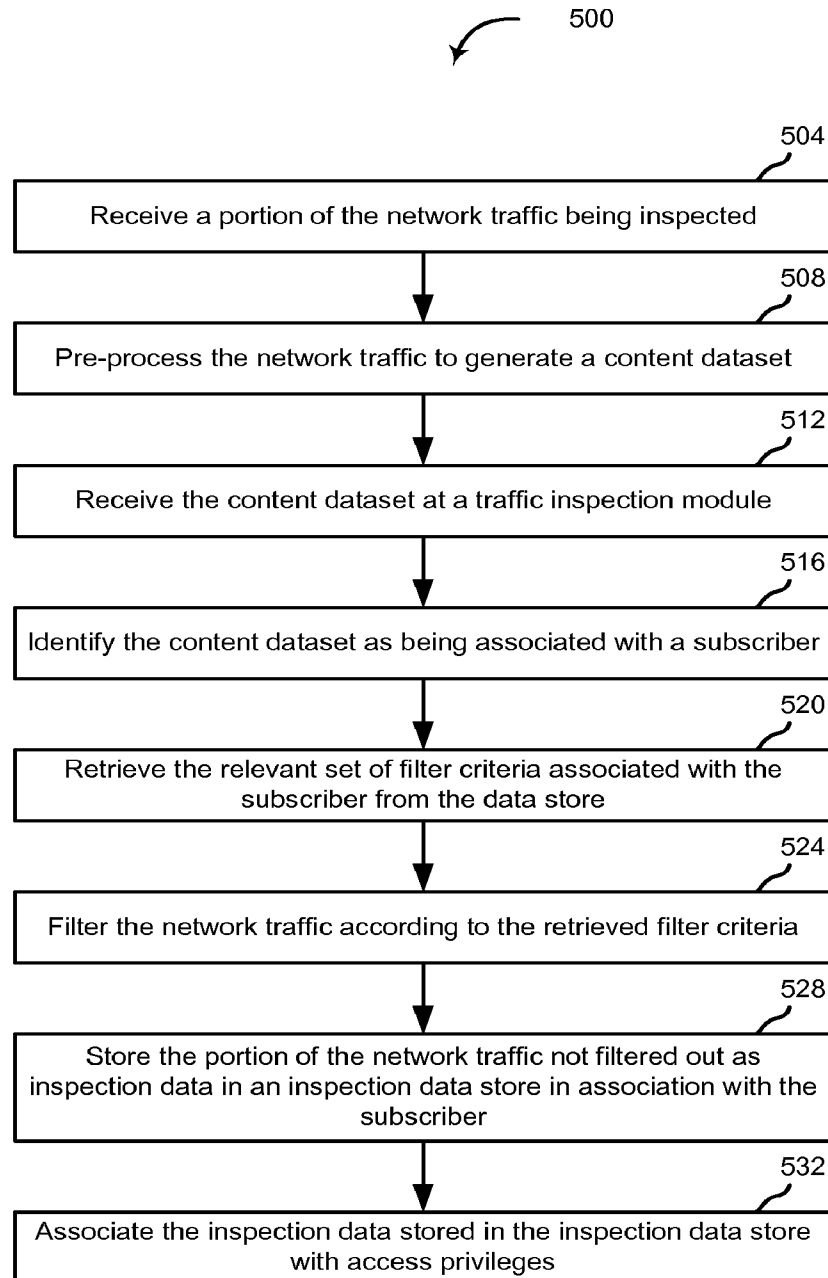 500
504
Receive a portion of the network traffic being inspected
508
Pre-process the network traffic to generate a content dataset
512
Receive the content dataset at a traffic inspection module
516
Identify the content dataset as being associated with a subscriber
520
Retrieve the relevant set of filter criteria associated with the
subscriber from the data store
524
Filter the network traffic according to the retrieved filter criteria
528
Store the portion of the network traffic not filtered out as
inspection data in an inspection data store in association with the
subscriber
532
Associate the inspection data stored in the inspection data store
with access privileges